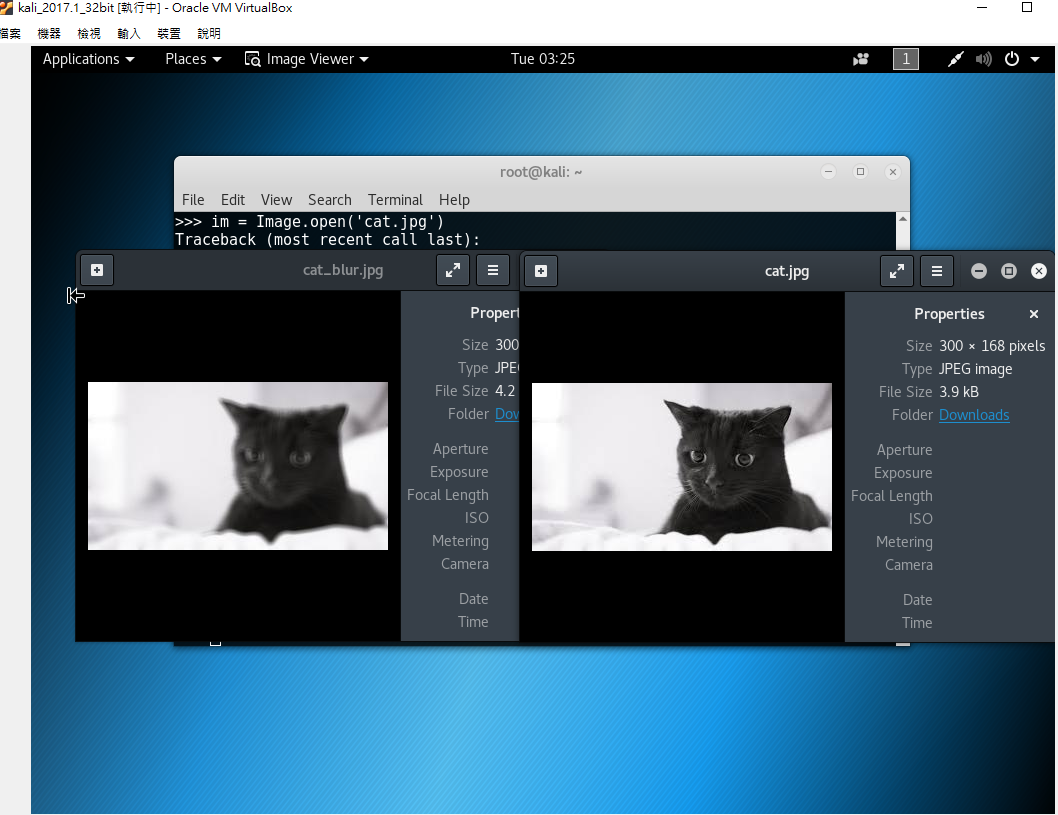 kali_2017.1_32bit [執行中] - Oracle VM VirtualBox
檔案 機器 檢視 輸入 裝置 說明
Applications Places Image Viewer Tue 03:25 1
root@kali: ~
File Edit View Search Terminal Help
>>> im = Image.open('cat.jpg')
Traceback (most recent call last):
cat_blur.jpg
Size 300
Type
File Size 4.2
Folder
Aperture
Exposure
Focal Length
ISO
Metering
Camera
Date
Time
cat.jpg
Properties
Size 300 × 168 pixels
Type JPEG image
File Size 3.9 kB
Folder Downloads
Aperture
Exposure
Focal Length
ISO
Metering
Camera
Date
Time